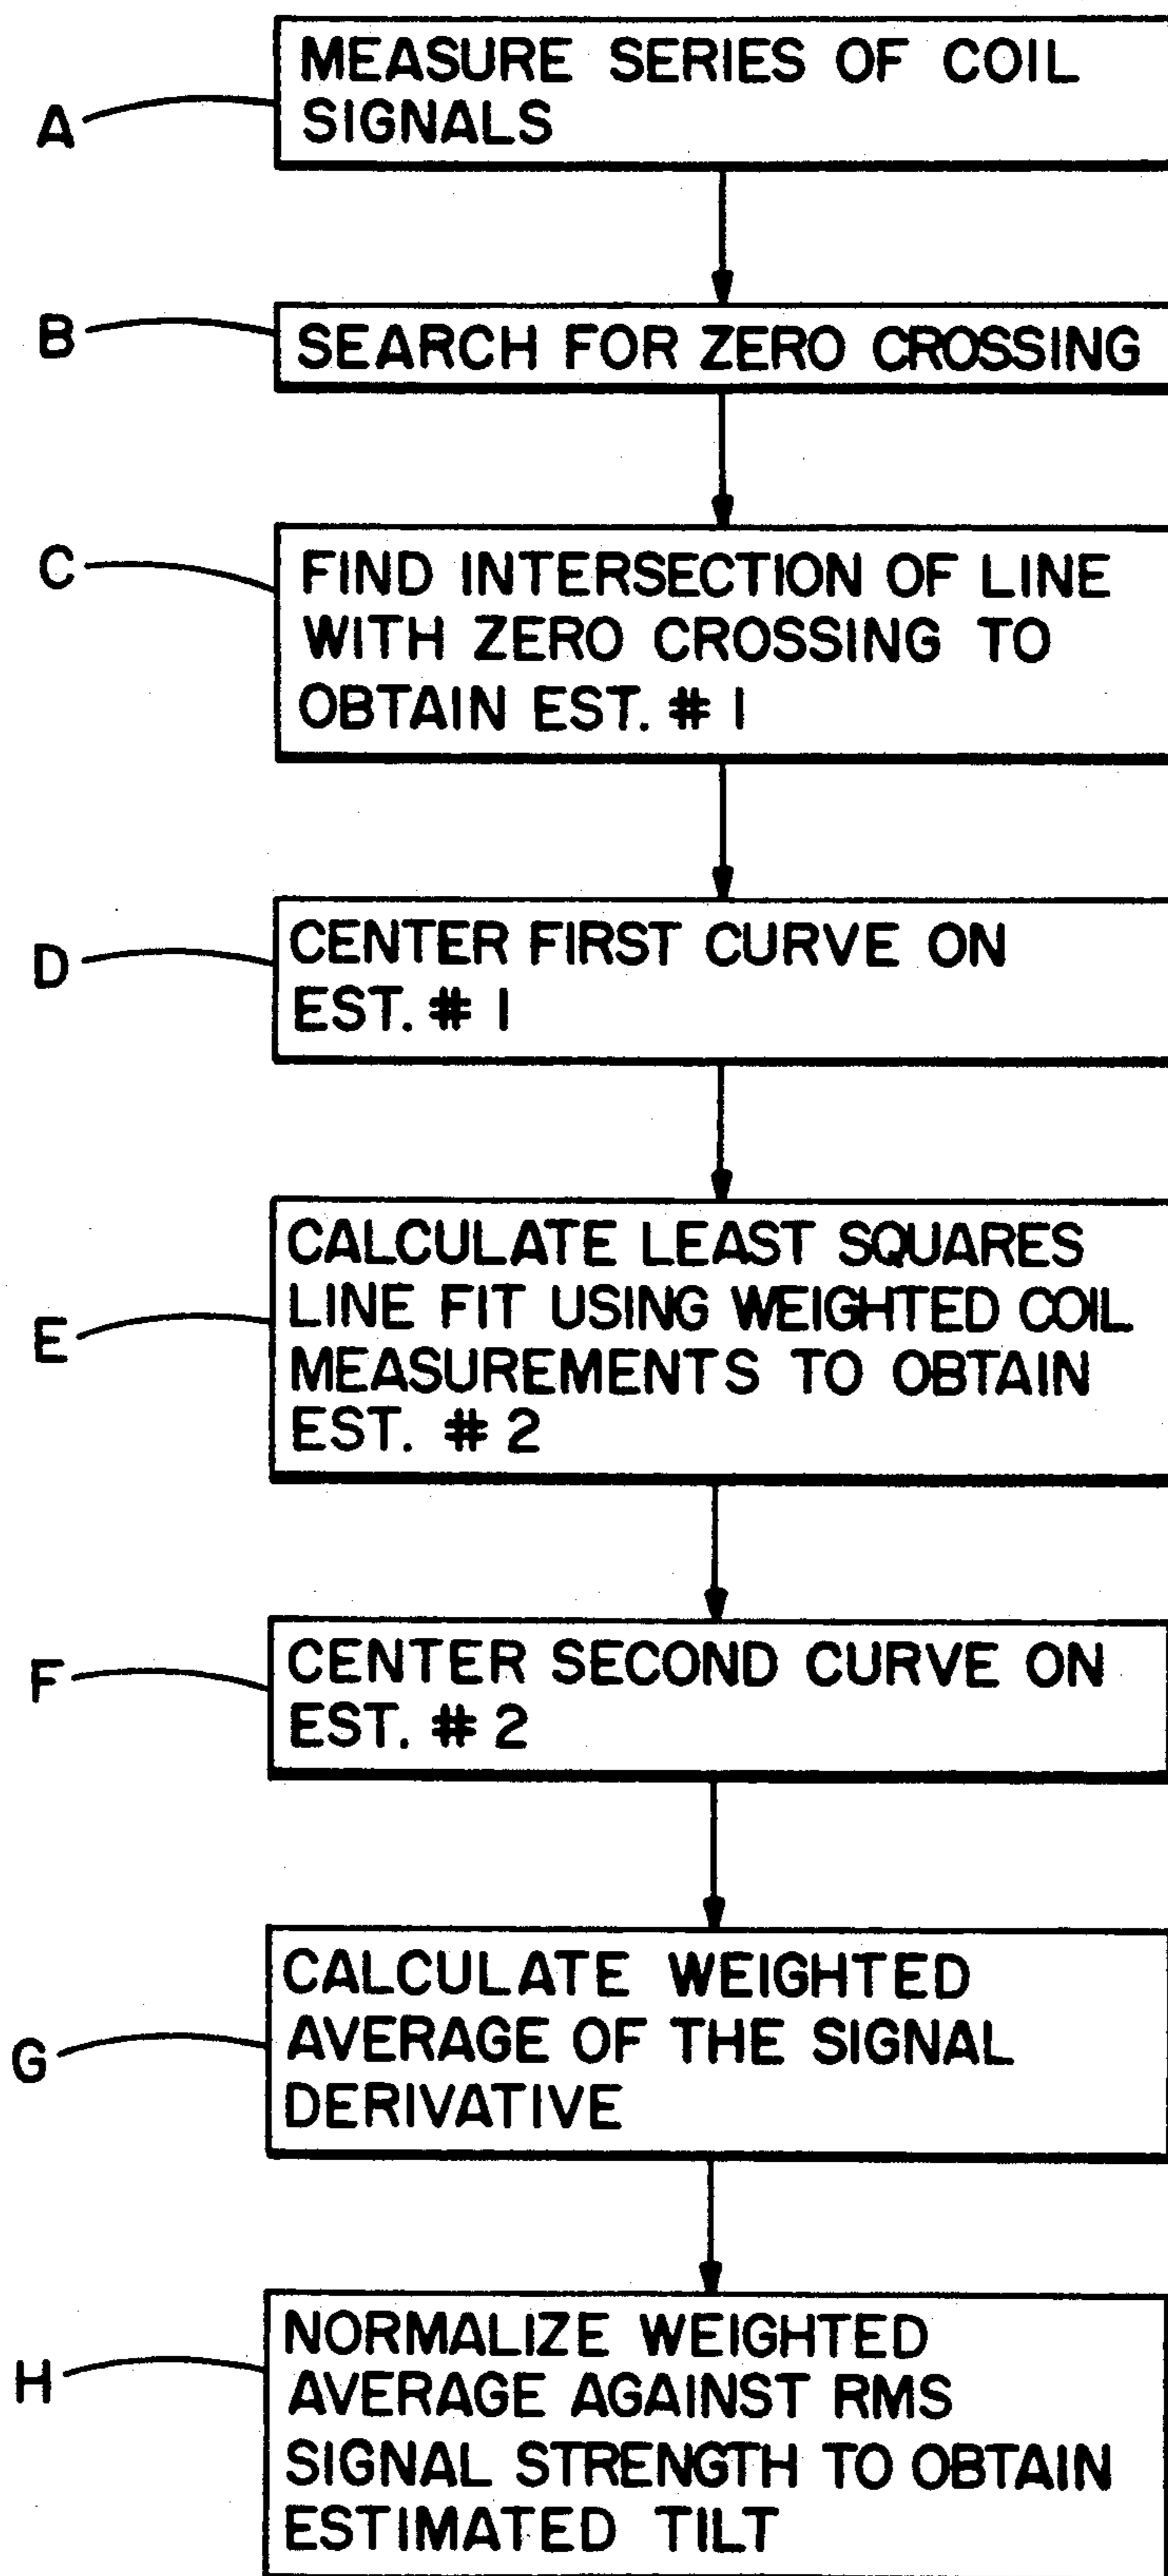 A
MEASURE SERIES OF COIL
SIGNALS
B
SEARCH FOR ZERO CROSSING
C
FIND INTERSECTION OF LINE
WITH ZERO CROSSING TO
OBTAIN EST. # 1
D
CENTER FIRST CURVE ON
EST. # 1
E
CALCULATE LEAST SQUARES
LINE FIT USING WEIGHTED COIL
MEASUREMENTS TO OBTAIN
EST. # 2
F
CENTER SECOND CURVE ON
EST. # 2
G
CALCULATE WEIGHTED
AVERAGE OF THE SIGNAL
DERIVATIVE
H
NORMALIZE WEIGHTED
AVERAGE AGAINST RMS
SIGNAL STRENGTH TO OBTAIN
ESTIMATED TILT